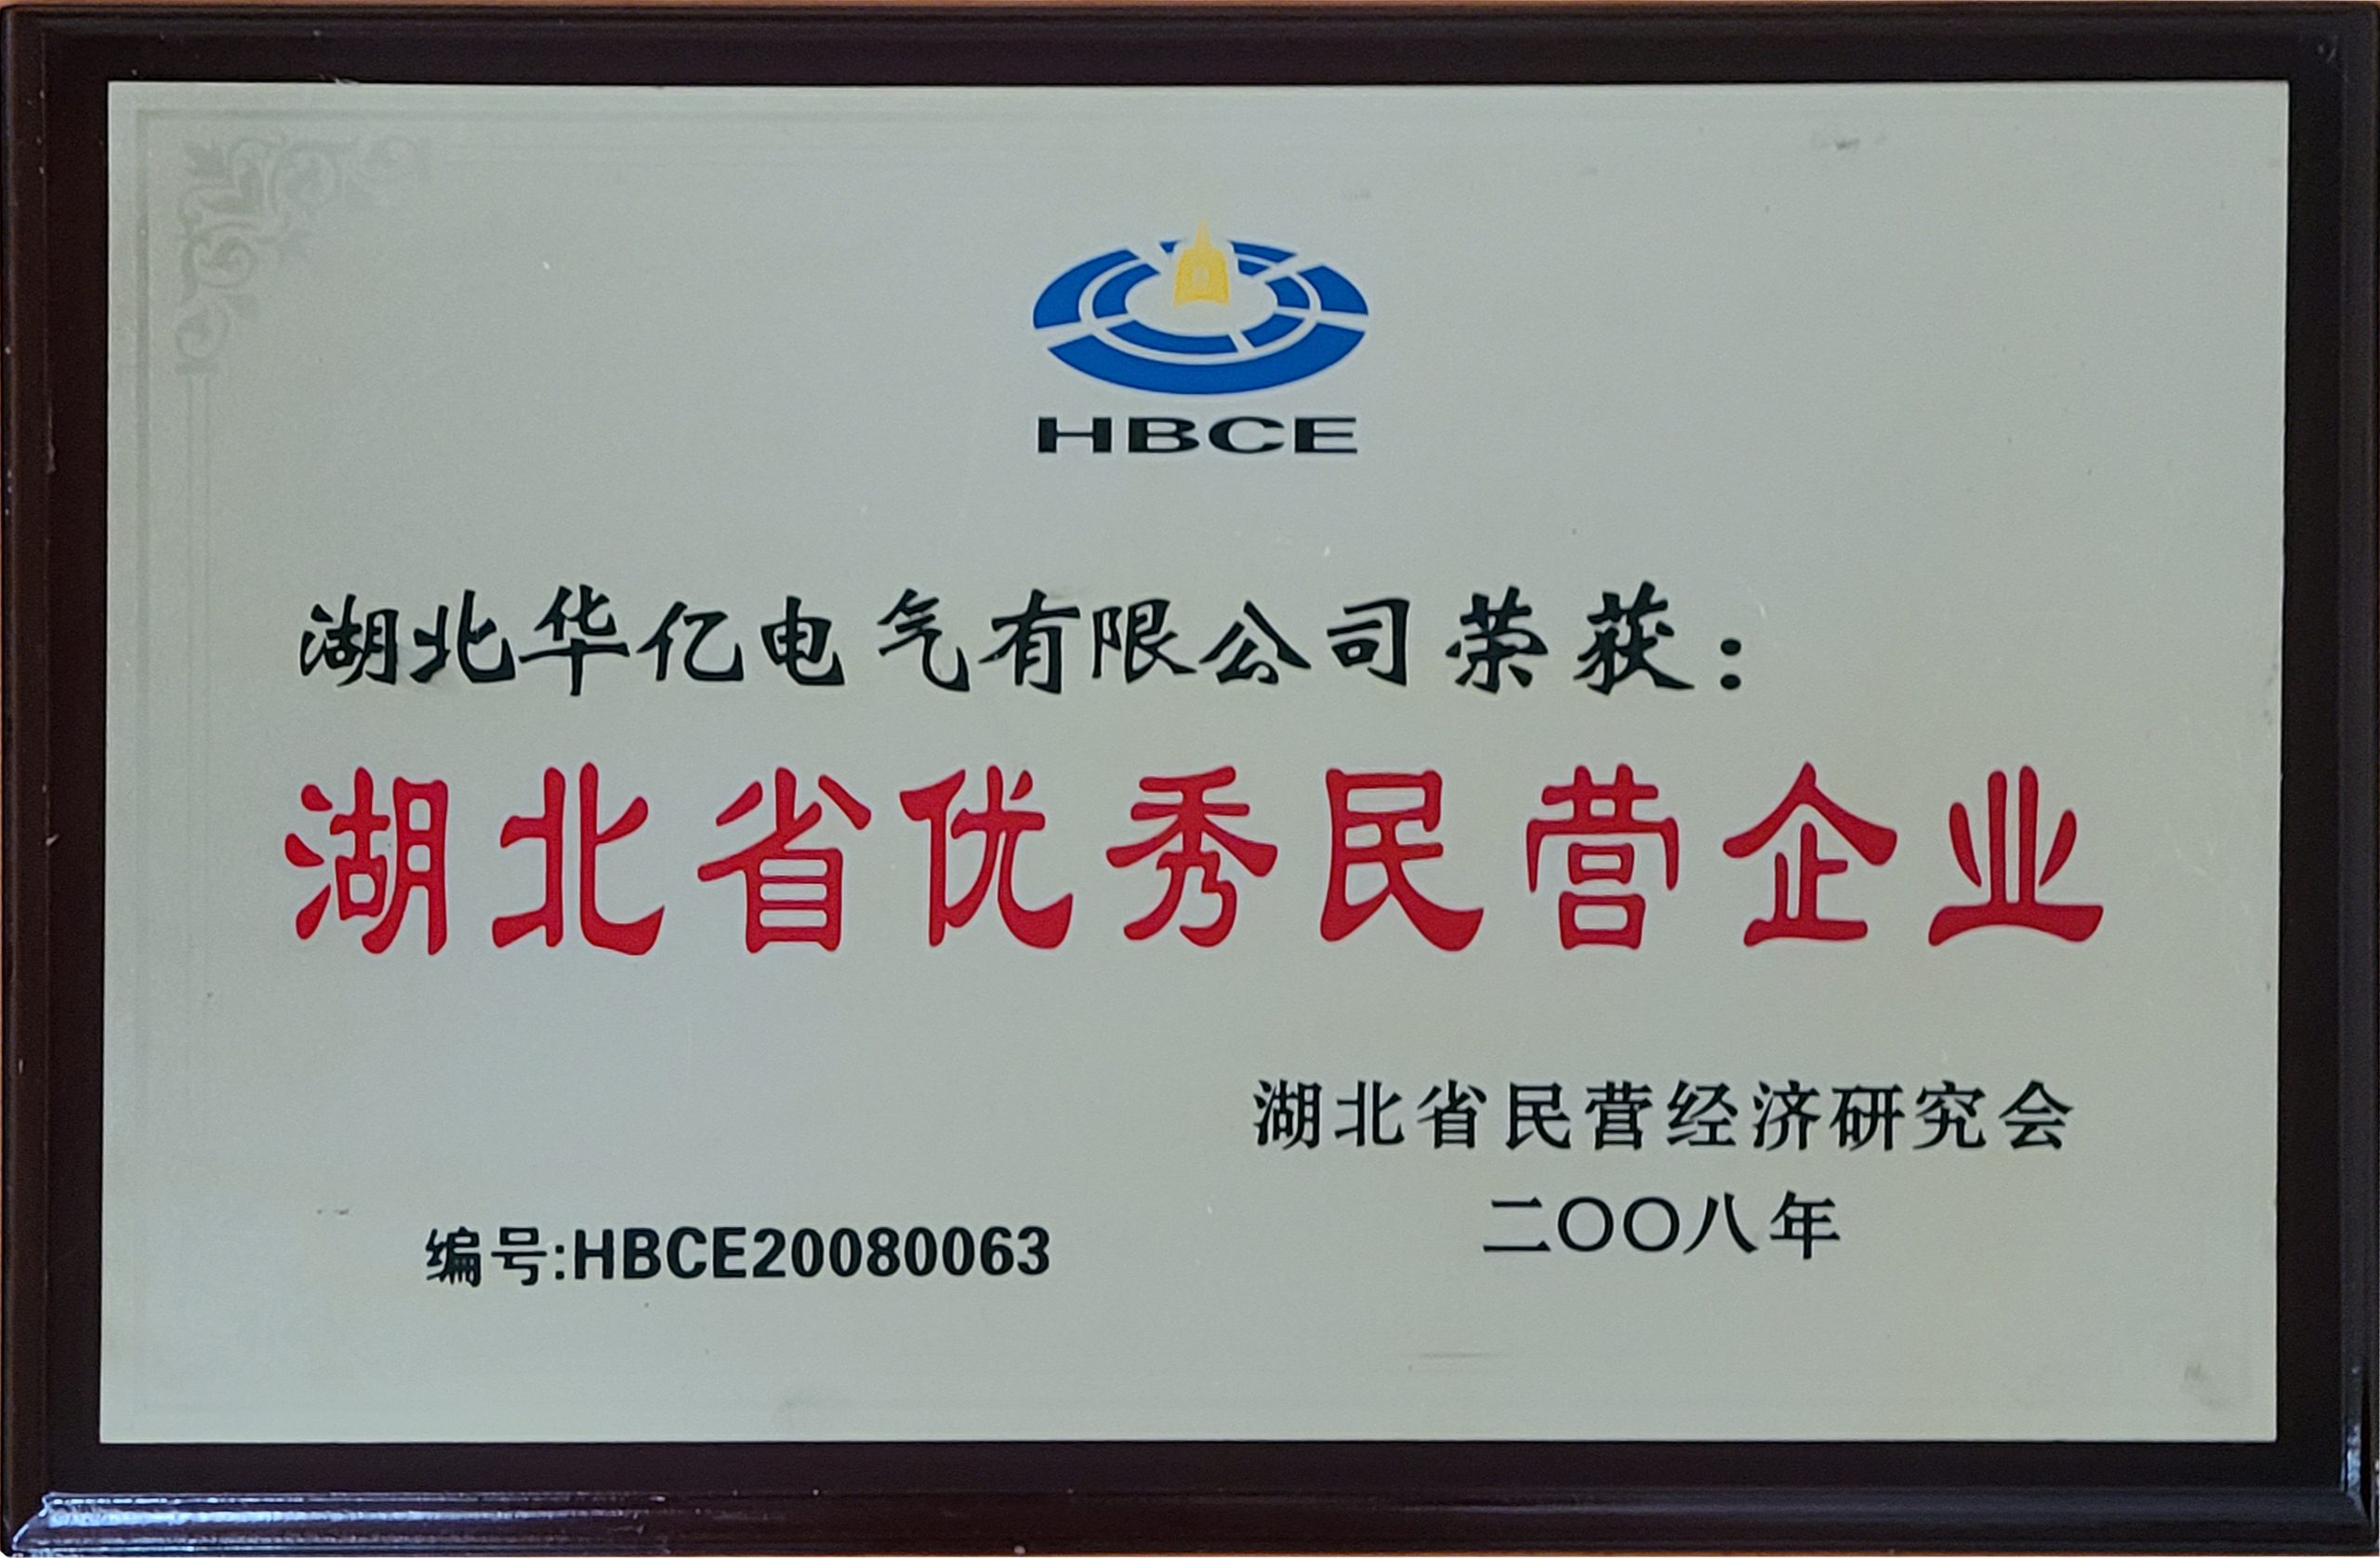 HBCE
湖北华亿电气有限公司荣获：
湖北省优秀民营企业
湖北省民营经济研究会
二〇〇八年
编号:HBCE20080063